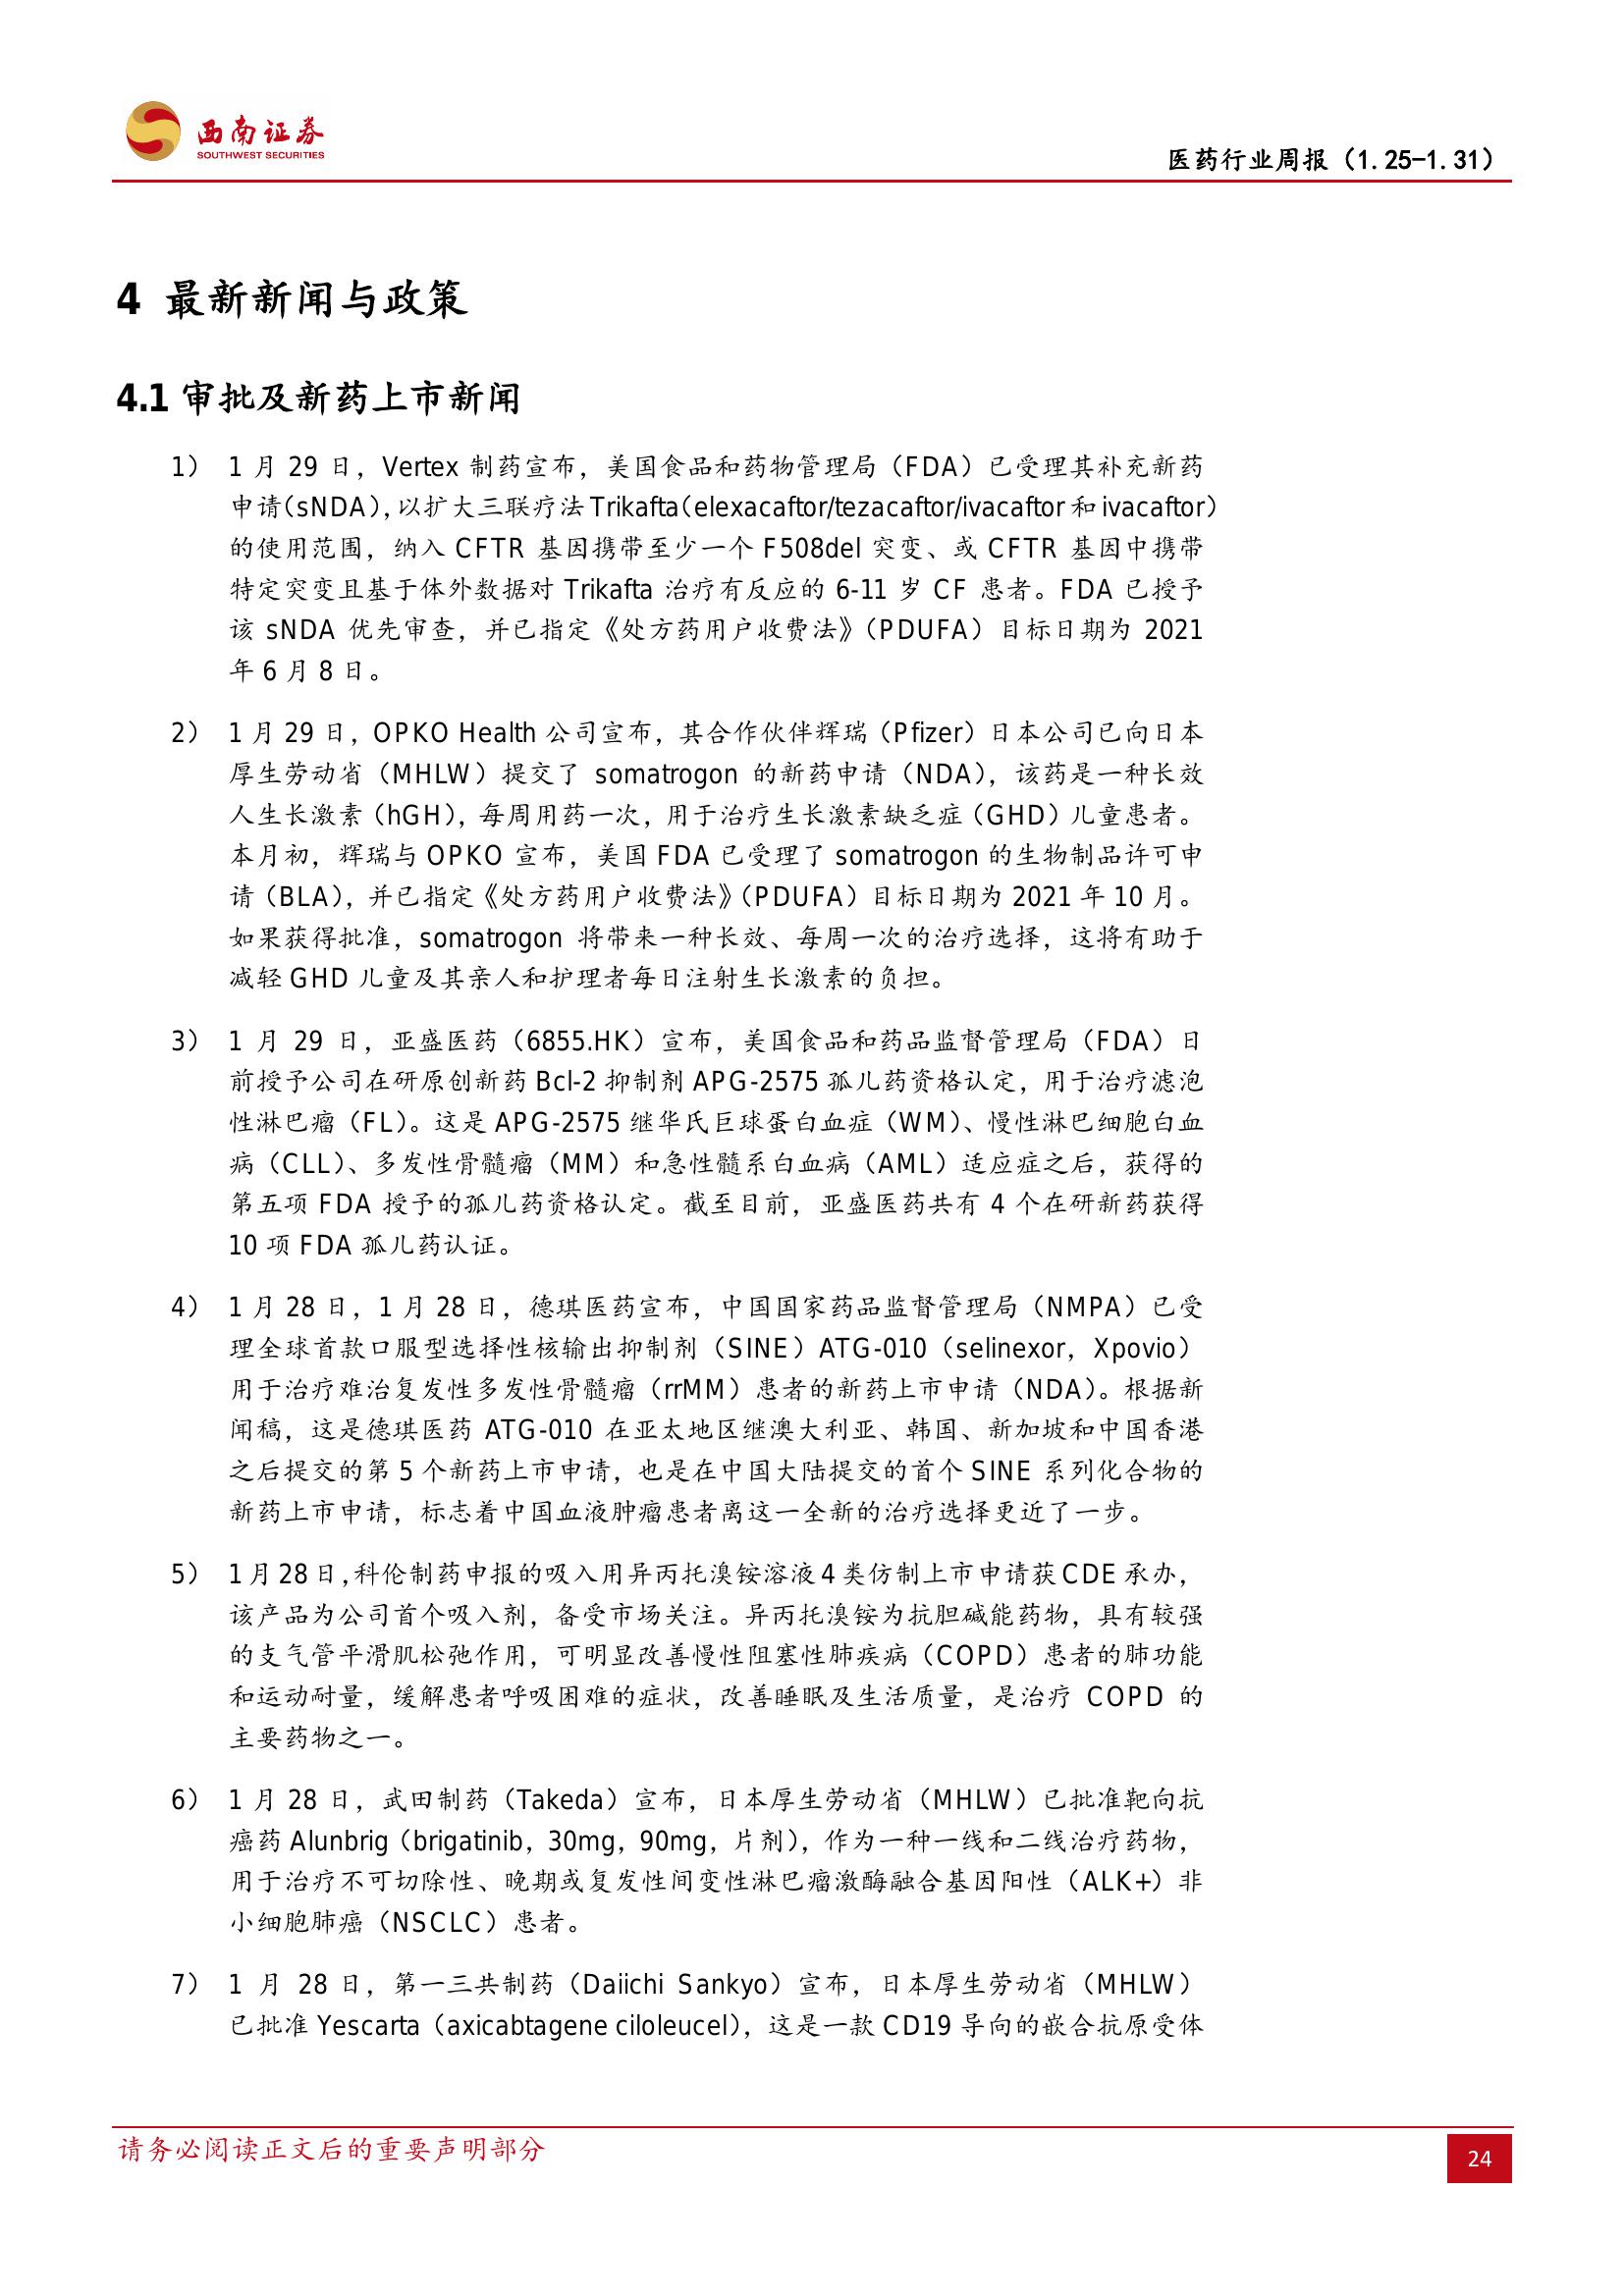 西南证券
SOUTHWEST SECURITIES
医药行业周报（1.25-1.31）
4 最新新闻与政策
4.1 审批及新药上市新闻
1） 1 月 29 日，Vertex 制药宣布，美国食品和药物管理局（FDA）已受理其补充新药
申请（sNDA），以扩大三联疗法 Trikafta（elexacaftor/tezacaftor/ivacaftor 和 ivacaftor）
的使用范围，纳入 CFTR 基因携带至少一个 F508del 突变、或 CFTR 基因中携带
特定突变且基于体外数据对 Trikafta 治疗有反应的 6-11 岁 CF 患者。FDA 已授予
该 sNDA 优先审查，并已指定《处方药用户收费法》（PDUFA）目标日期为 2021
年 6 月 8 日。
2） 1 月 29 日，OPKO Health 公司宣布，其合作伙伴辉瑞（Pfizer）日本公司已向日本
厚生劳动省（MHLW）提交了 somatrogon 的新药申请（NDA），该药是一种长效
人生长激素（hGH），每周用药一次，用于治疗生长激素缺乏症（GHD）儿童患者。
本月初，辉瑞与 OPKO 宣布，美国 FDA 已受理了 somatrogon 的生物制品许可申
请（BLA），并已指定《处方药用户收费法》（PDUFA）目标日期为 2021 年 10 月。
如果获得批准，somatrogon 将带来一种长效、每周一次的治疗选择，这将有助于
减轻 GHD 儿童及其亲人和护理者每日注射生长激素的负担。
3） 1 月 29 日，亚盛医药（6855.HK）宣布，美国食品和药品监督管理局（FDA）日
前授予公司在研原创新药 Bcl-2 抑制剂 APG-2575 孤儿药资格认定，用于治疗滤泡
性淋巴瘤（FL）。这是 APG-2575 继华氏巨球蛋白血症（WM）、慢性淋巴细胞白血
病（CLL）、多发性骨髓瘤（MM）和急性髓系白血病（AML）适应症之后，获得的
第五项 FDA 授予的孤儿药资格认定。截至目前，亚盛医药共有 4 个在研新药获得
10 项 FDA 孤儿药认证。
4） 1 月 28 日，1 月 28 日，德琪医药宣布，中国国家药品监督管理局（NMPA）已受
理全球首款口服型选择性核输出抑制剂（SINE）ATG-010（selinexor，Xpovio）
用于治疗难治复发性多发性骨髓瘤（rrMM）患者的新药上市申请（NDA）。根据新
闻稿，这是德琪医药 ATG-010 在亚太地区继澳大利亚、韩国、新加坡和中国香港
之后提交的第 5 个新药上市申请，也是在中国大陆提交的首个 SINE 系列化合物的
新药上市申请，标志着中国血液肿瘤患者离这一全新的治疗选择更近了一步。
5） 1 月 28 日，科伦制药申报的吸入用异丙托溴铵溶液 4 类仿制上市申请获 CDE 承办，
该产品为公司首个吸入剂，备受市场关注。异丙托溴铵为抗胆碱能药物，具有较强
的支气管平滑肌松弛作用，可明显改善慢性阻塞性肺疾病（COPD）患者的肺功能
和运动耐量，缓解患者呼吸困难的症状，改善睡眠及生活质量，是治疗 COPD 的
主要药物之一。
6） 1 月 28 日，武田制药（Takeda）宣布，日本厚生劳动省（MHLW）已批准靶向抗
癌药 Alunbrig（brigatinib，30mg，90mg，片剂），作为一种一线和二线治疗药物，
用于治疗不可切除性、晚期或复发性间变性淋巴瘤激酶融合基因阳性（ALK+）非
小细胞肺癌（NSCLC）患者。
7） 1 月 28 日，第一三共制药（Daiichi Sankyo）宣布，日本厚生劳动省（MHLW）
已批准 Yescarta（axicabtagene ciloleucel），这是一款 CD19 导向的嵌合抗原受体
请务必阅读正文后的重要声明部分
24